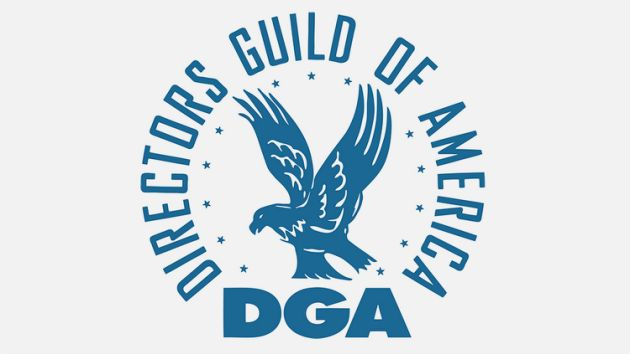 DIRECTORS GUILD OF AMERICA
DGA